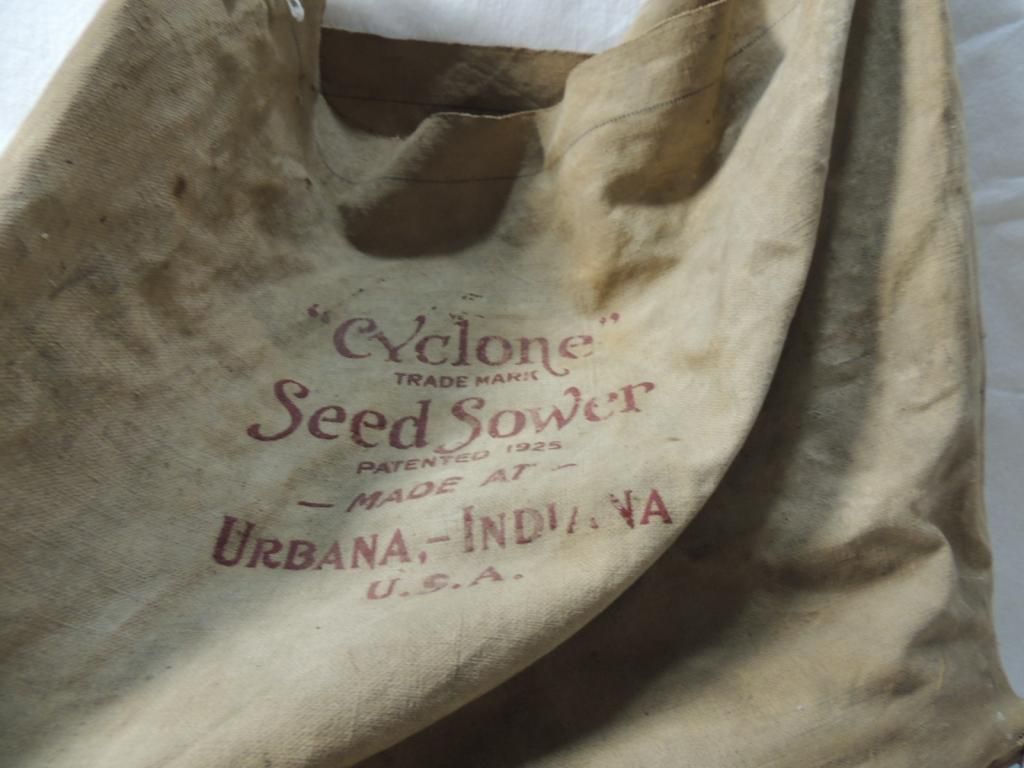 "Cyclone"
TRADE MARK
Seed Sower
PATENTED 1925
— MADE AT —
URBANA,-INDIANA
U.S.A.